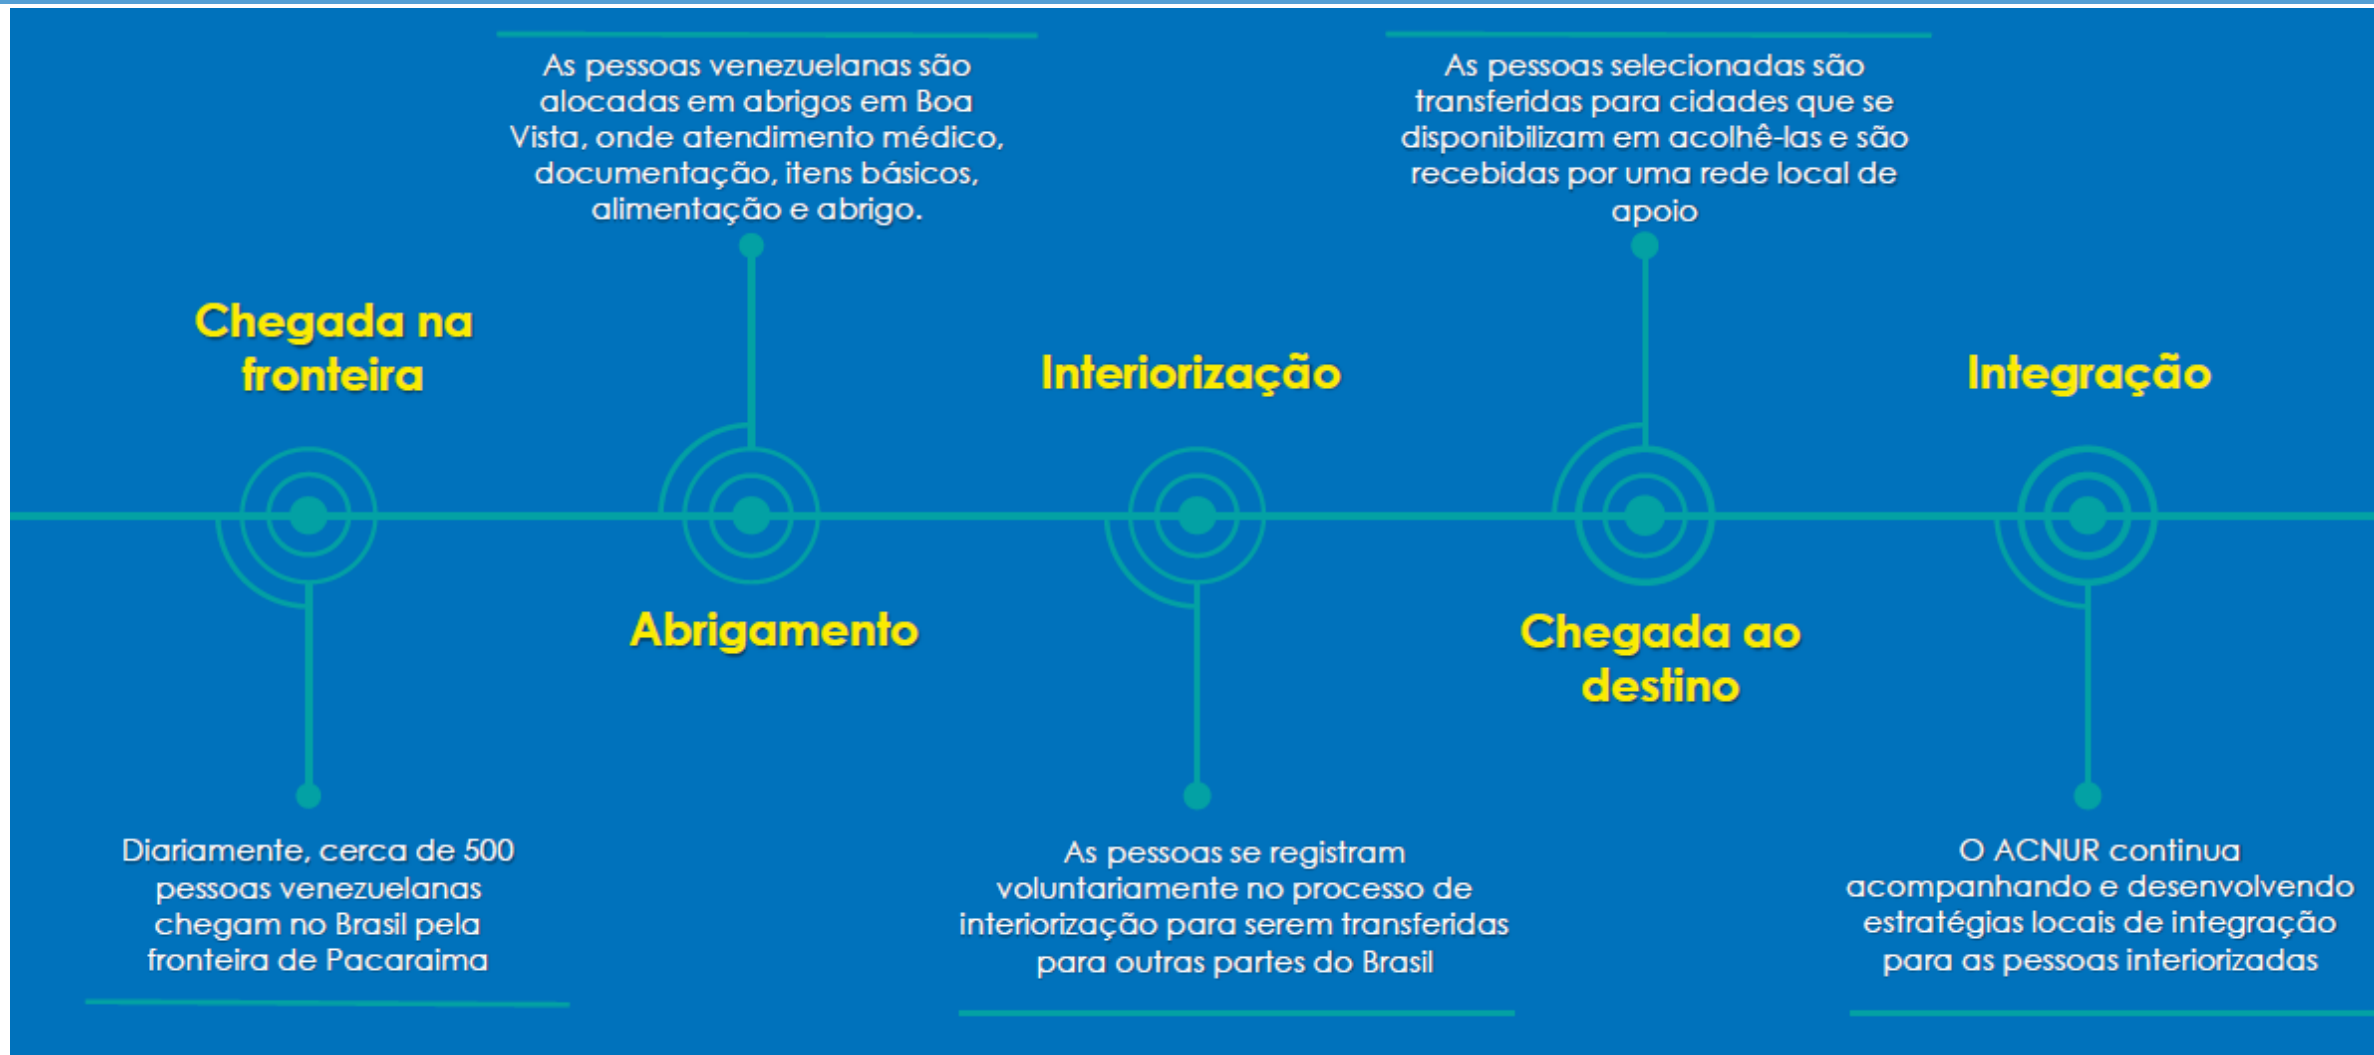 Chegada na
fronteira
Diariamente, cerca de 500
pessoas venezuelanas
chegam no Brasil pela
fronteira de Pacaraima
As pessoas venezuelanas são
alocadas em abrigos em Boa
Vista, onde atendimento médico,
documentação, itens básicos,
alimentação e abrigo.
Abrigamento
Interiorização
As pessoas se registram
voluntariamente no processo de
interiorização para serem transferidas
para outras partes do Brasil
As pessoas selecionadas são
transferidas para cidades que se
disponibilizam em acolhê-las e são
recebidas por uma rede local de
apoio
Chegada ao
destino
Integração
O ACNUR continua
acompanhando e desenvolvendo
estratégias locais de integração
para as pessoas interiorizadas